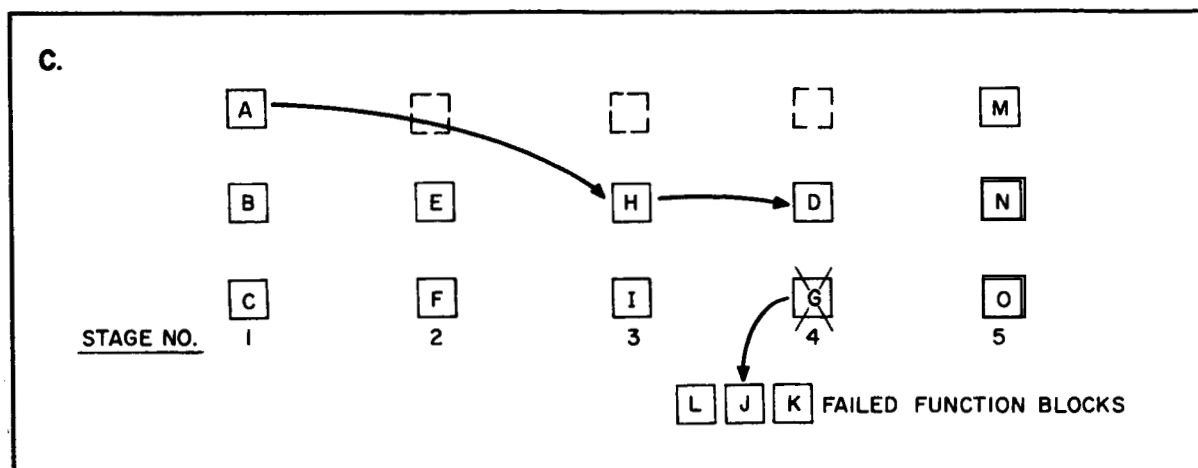 C.
A M
B E H D N
C F I G O
STAGE NO. 1 2 3 4 5
L J K FAILED FUNCTION BLOCKS